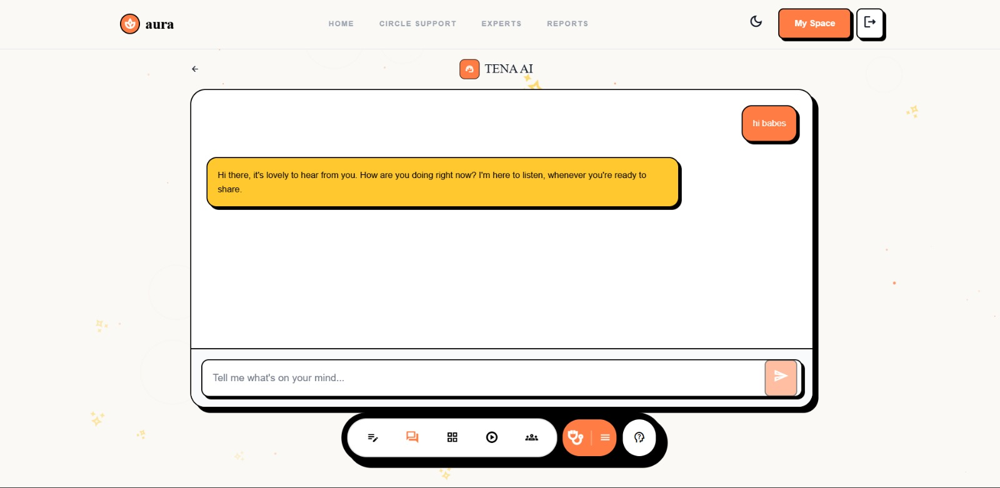 aura
HOME CIRCLE SUPPORT EXPERTS REPORTS
My Space
TENA AI
hi babes
Hi there, it's lovely to hear from you. How are you doing right now? I'm here to listen, whenever you're ready to
share.
Tell me what's on your mind...